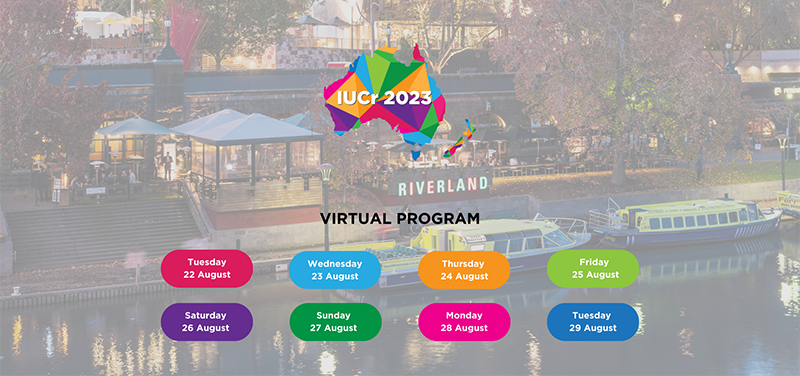 IUCr 2023
RIVERLAND
VIRTUAL PROGRAM
Tuesday
22 August
Wednesday
23 August
Thursday
24 August
Friday
25 August
Saturday
26 August
Sunday
27 August
Monday
28 August
Tuesday
29 August